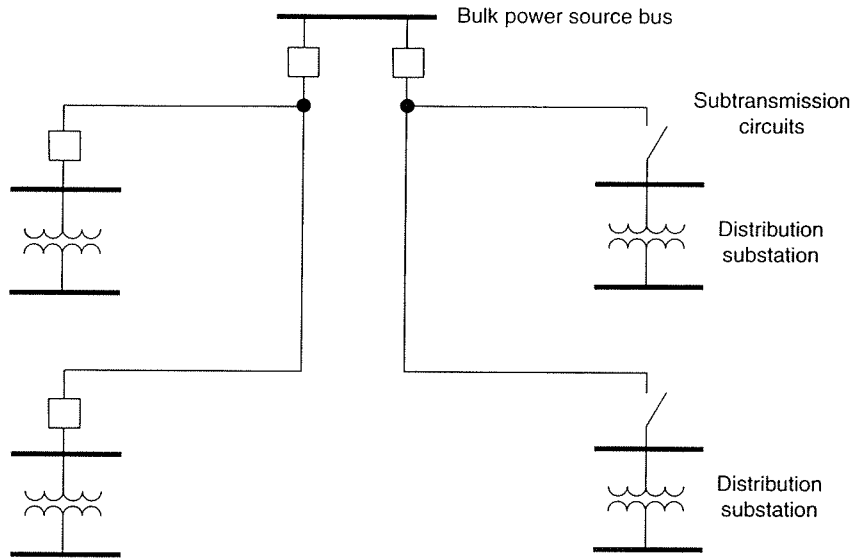 Bulk power source bus
Subtransmission
circuits
Distribution
substation
Distribution
substation